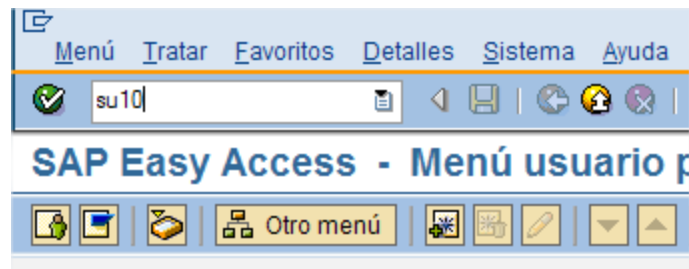 Menú Tratar Favoritos Detalles Sistema Ayuda
su10
SAP Easy Access - Menú usuario
Otro menú